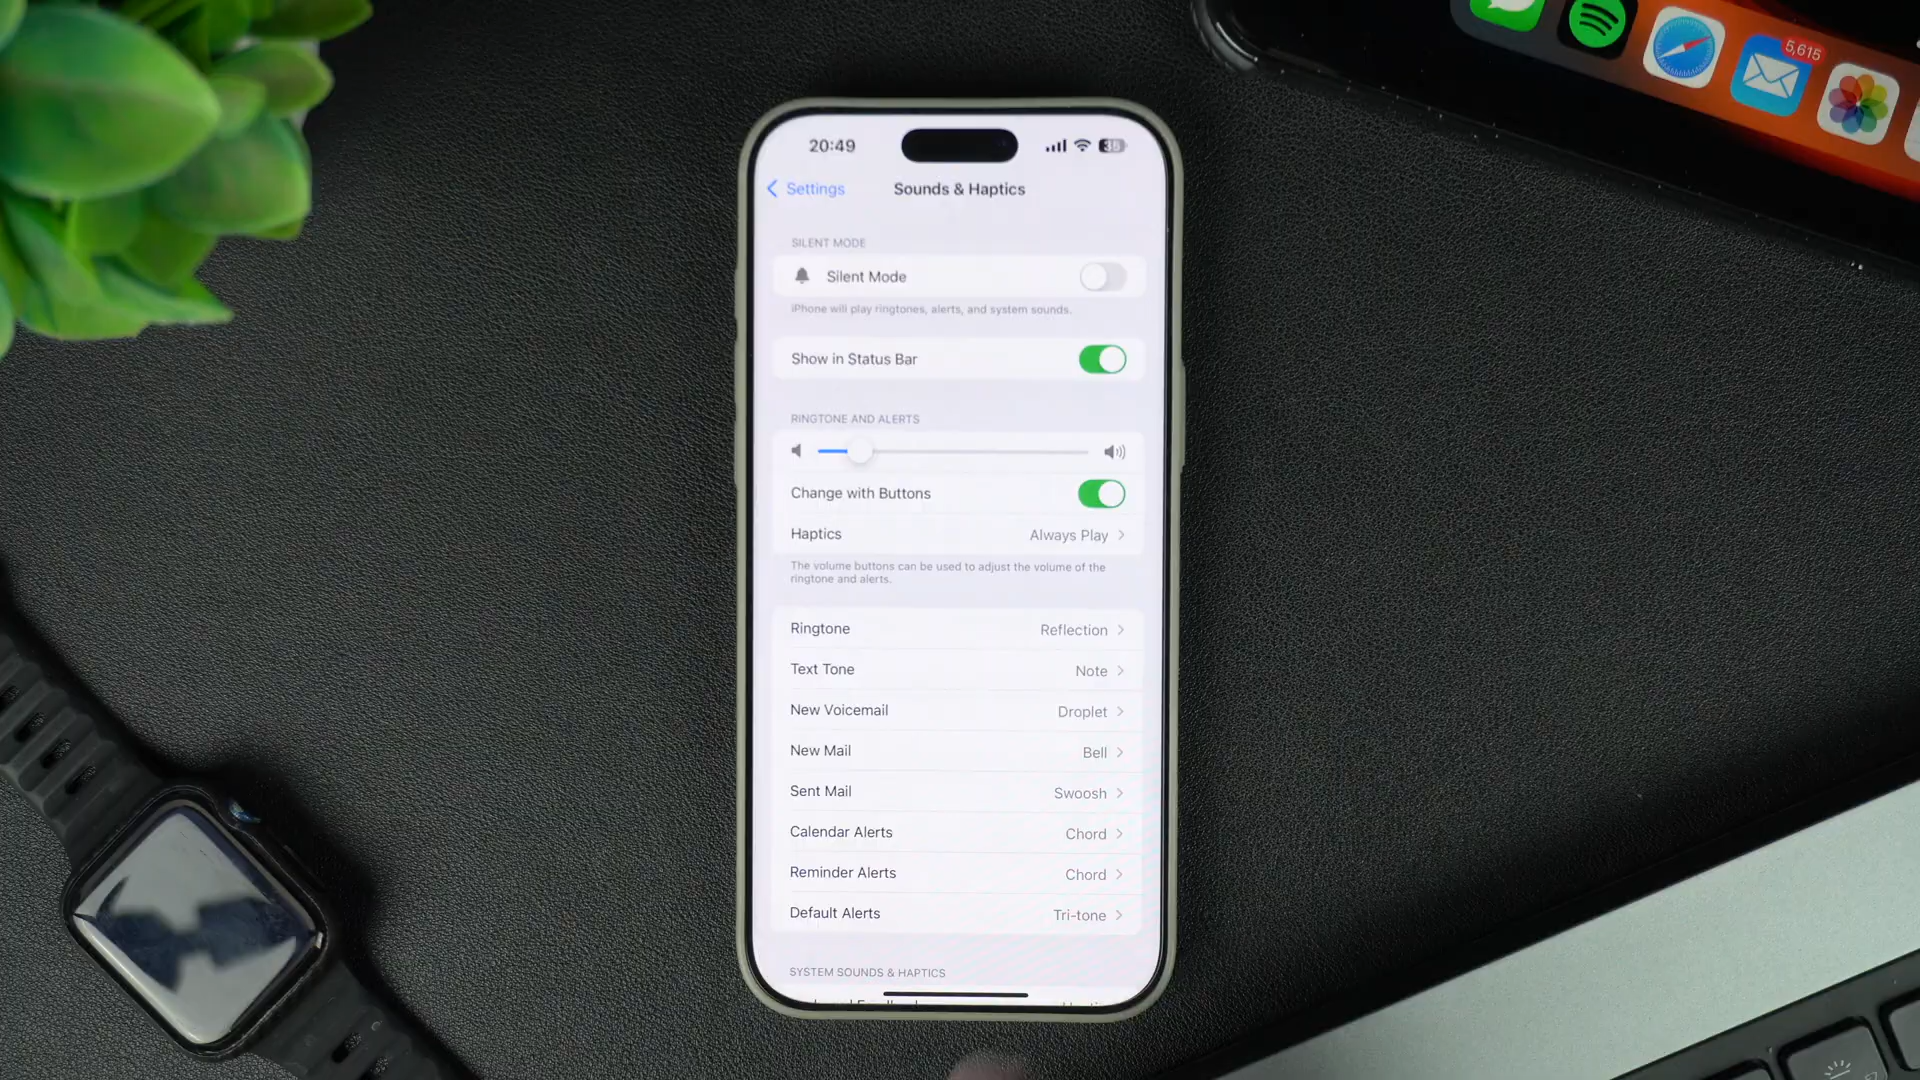 5,615
20:49
35
Settings
Sounds & Haptics
SILENT MODE
Silent Mode
iPhone will play ringtones, alerts, and system sounds.
Show in Status Bar
RINGTONE AND ALERTS
Change with Buttons
Haptics Always Play
The volume buttons can be used to adjust the volume of the
ringtone and alerts.
Ringtone Reflection
Text Tone Note
New Voicemail Droplet
New Mail Bell
Sent Mail Swoosh
Calendar Alerts Chord
Reminder Alerts Chord
Default Alerts Tri-tone
SYSTEM SOUNDS & HAPTICS